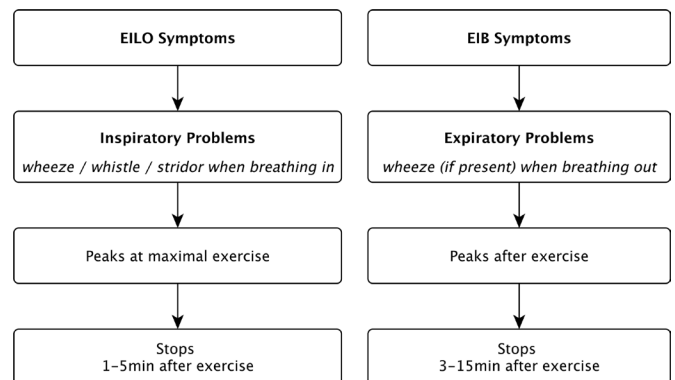 EILO Symptoms
Inspiratory Problems
wheeze / whistle / stridor when breathing in
Peaks at maximal exercise
Stops
1–5min after exercise
EIB Symptoms
Expiratory Problems
wheeze (if present) when breathing out
Peaks after exercise
Stops
3–15min after exercise